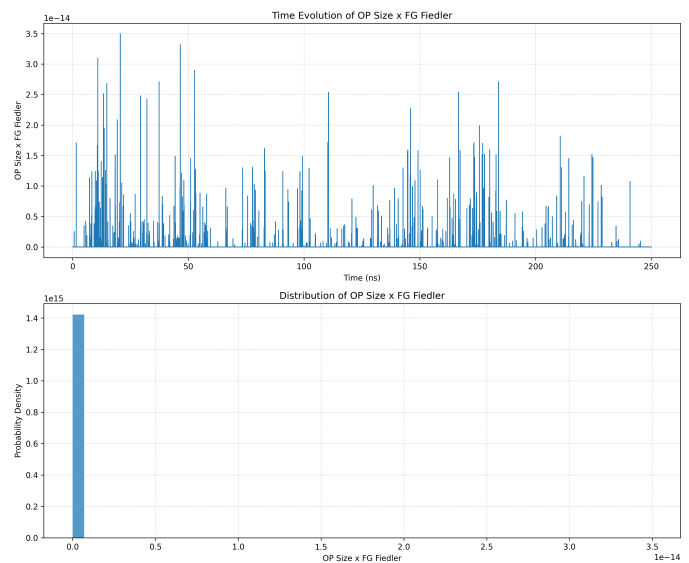 Time Evolution of OP Size x FG Fiedler
1e−14
3.5
3.0
2.5
2.0
1.5
1.0
0.5
0.0
OP Size x FG Fiedler
0 50 100 150 200 250
Time (ns)
Distribution of OP Size x FG Fiedler
1e15
1.4
1.2
1.0
0.8
0.6
0.4
0.2
0.0
Probability Density
0.0 0.5 1.0 1.5 2.0 2.5 3.0 3.5
OP Size x FG Fiedler
1e−14